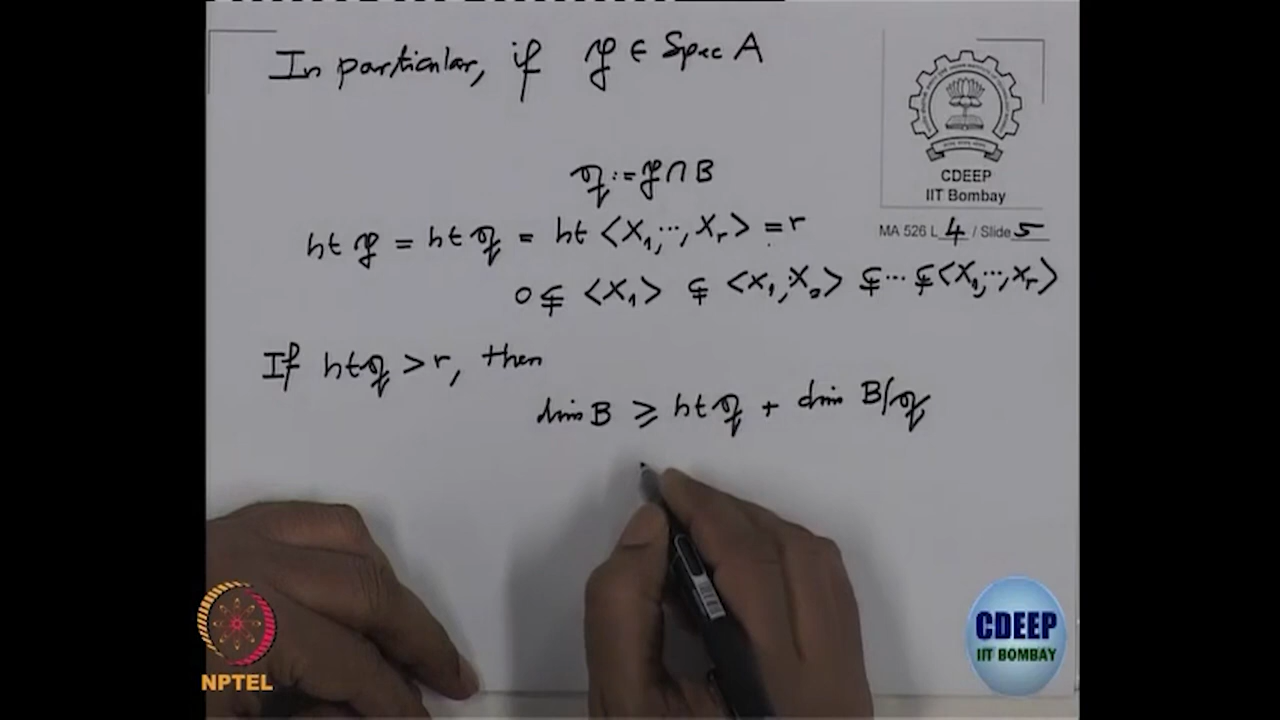 In particular, if 𝔭 ∈ Spec A
𝔮 := 𝔭 ∩ B
ht 𝔭 = ht 𝔮 = ht ⟨X₁,⋯,Xᵣ⟩ = r
0 ⊊ ⟨X₁⟩ ⊊ ⟨X₁,X₂⟩ ⊊ ⋯ ⊊ ⟨X₁,⋯,Xᵣ⟩
If ht 𝔮 > r, then
dim B ≥ ht 𝔮 + dim B/𝔮
CDEEP
IIT Bombay
MA 526 L 4 / Slide 5
NPTEL
CDEEP
IIT BOMBAY